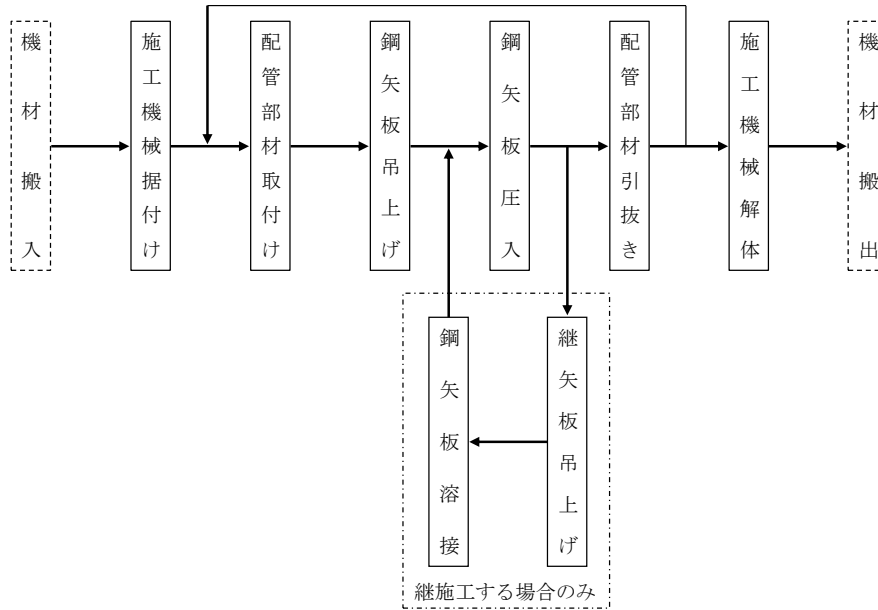 機材搬入
施工機械据付け
配管部材取付け
鋼矢板吊上げ
鋼矢板圧入
配管部材引抜き
施工機械解体
機材搬出
鋼矢板溶接
継矢板吊上げ
継施工する場合のみ